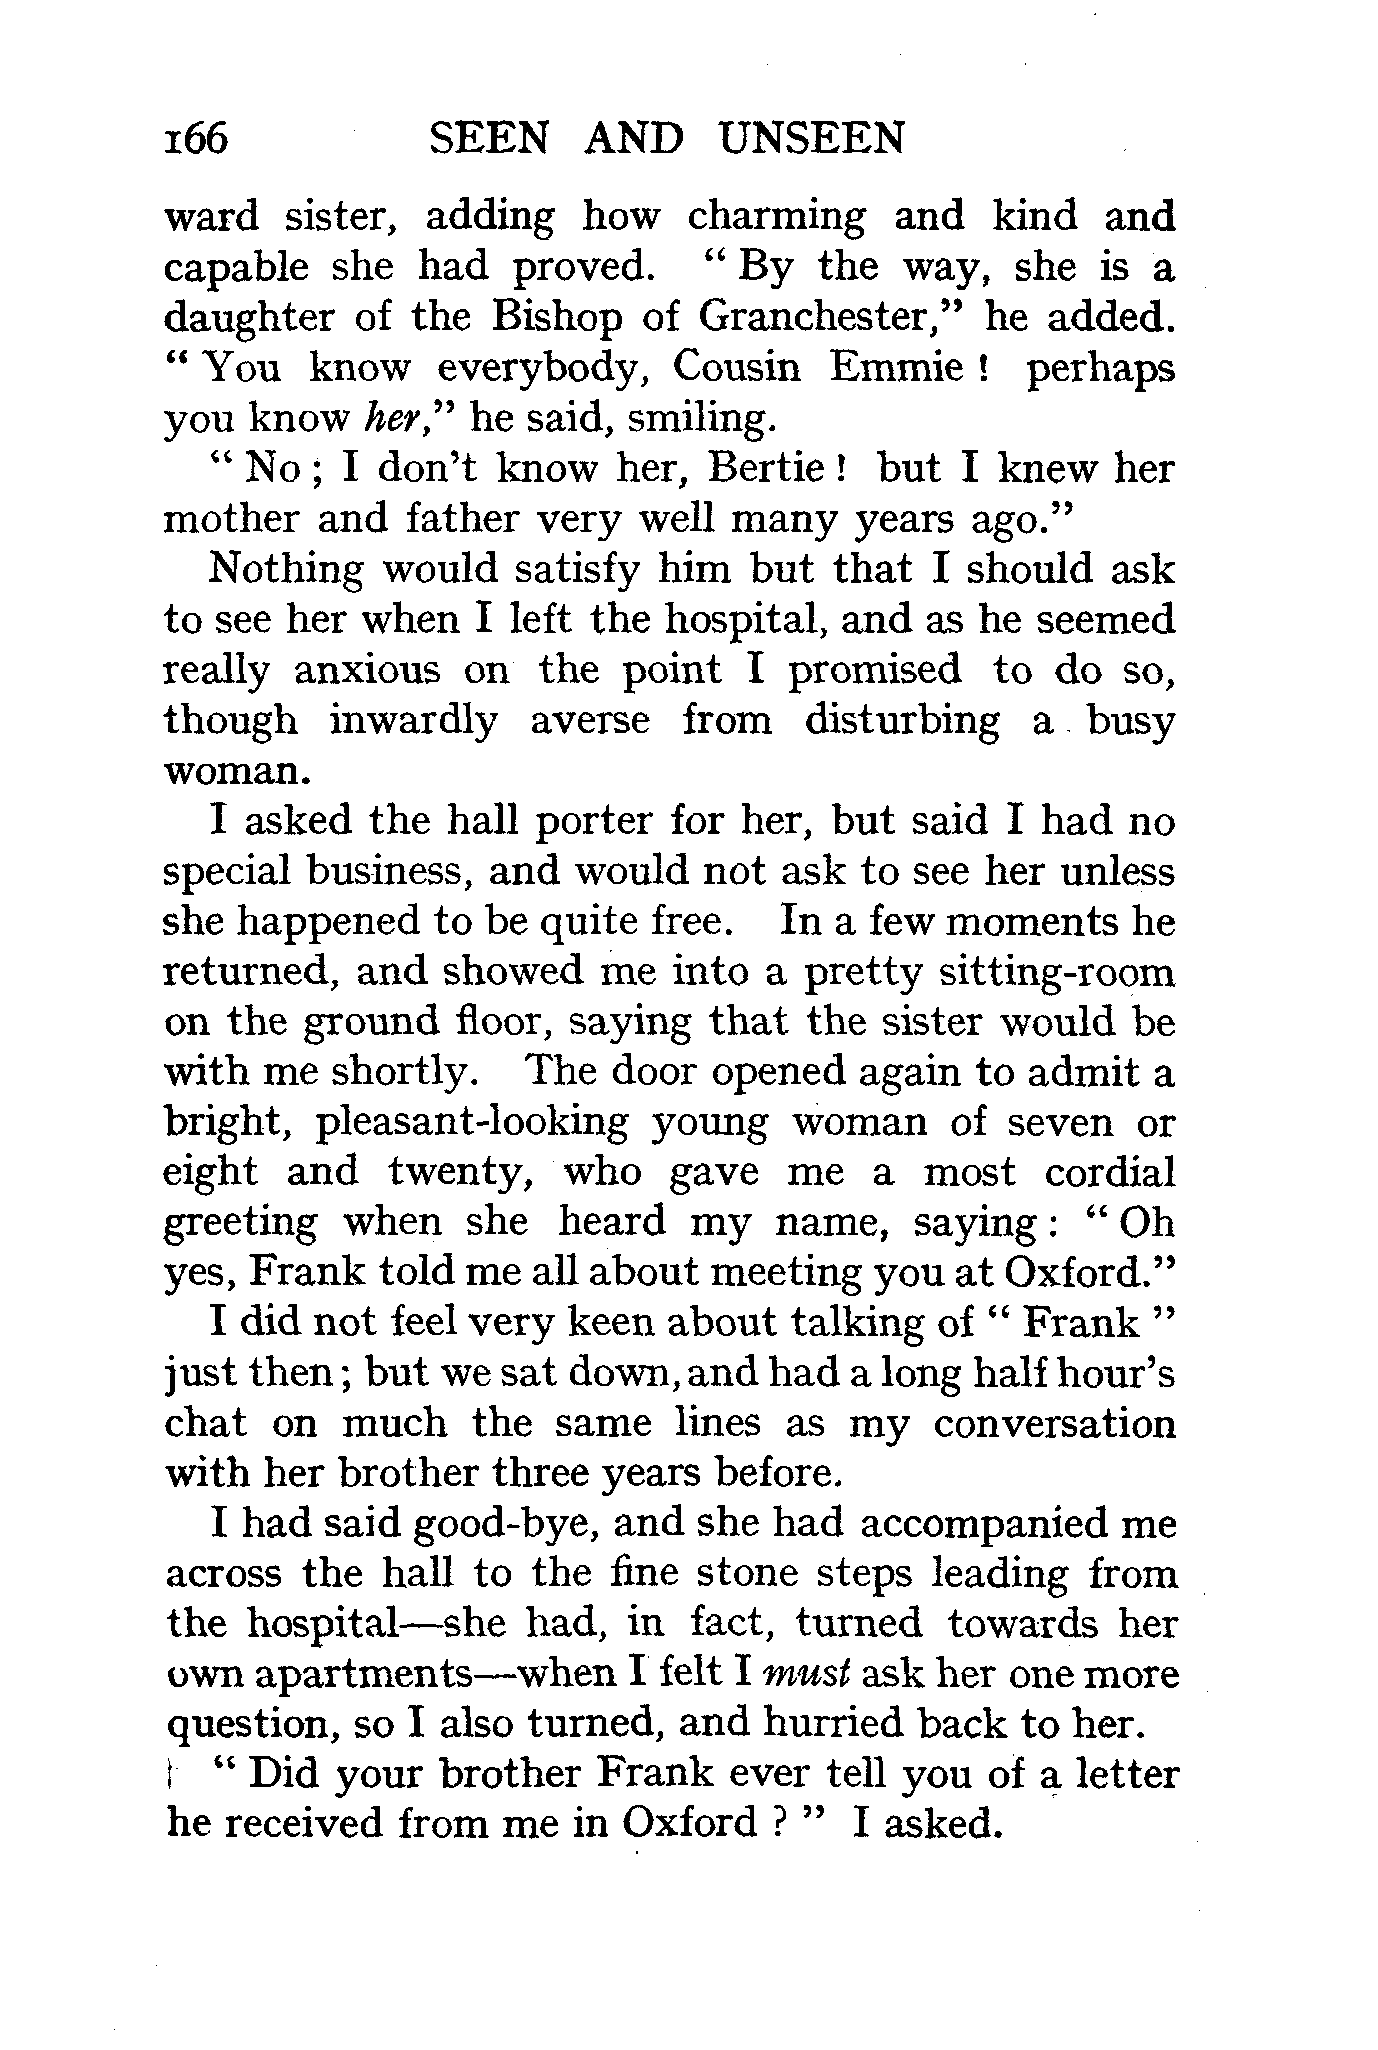 166 SEEN AND UNSEEN
ward sister, adding how charming and kind and
capable she had proved. “ By the way, she is a
daughter of the Bishop of Granchester,” he added.
“ You know everybody, Cousin Emmie ! perhaps
you know her,” he said, smiling.
“ No ; I don’t know her, Bertie ! but I knew her
mother and father very well many years ago.”
Nothing would satisfy him but that I should ask
to see her when I left the hospital, and as he seemed
really anxious on the point I promised to do so,
though inwardly averse from disturbing a busy
woman.
I asked the hall porter for her, but said I had no
special business, and would not ask to see her unless
she happened to be quite free. In a few moments he
returned, and showed me into a pretty sitting-room
on the ground floor, saying that the sister would be
with me shortly. The door opened again to admit a
bright, pleasant-looking young woman of seven or
eight and twenty, who gave me a most cordial
greeting when she heard my name, saying : “ Oh
yes, Frank told me all about meeting you at Oxford.”
I did not feel very keen about talking of “ Frank ”
just then ; but we sat down, and had a long half hour’s
chat on much the same lines as my conversation
with her brother three years before.
I had said good-bye, and she had accompanied me
across the hall to the fine stone steps leading from
the hospital—she had, in fact, turned towards her
own apartments—when I felt I must ask her one more
question, so I also turned, and hurried back to her.
“ Did your brother Frank ever tell you of a letter
he received from me in Oxford ? ” I asked.